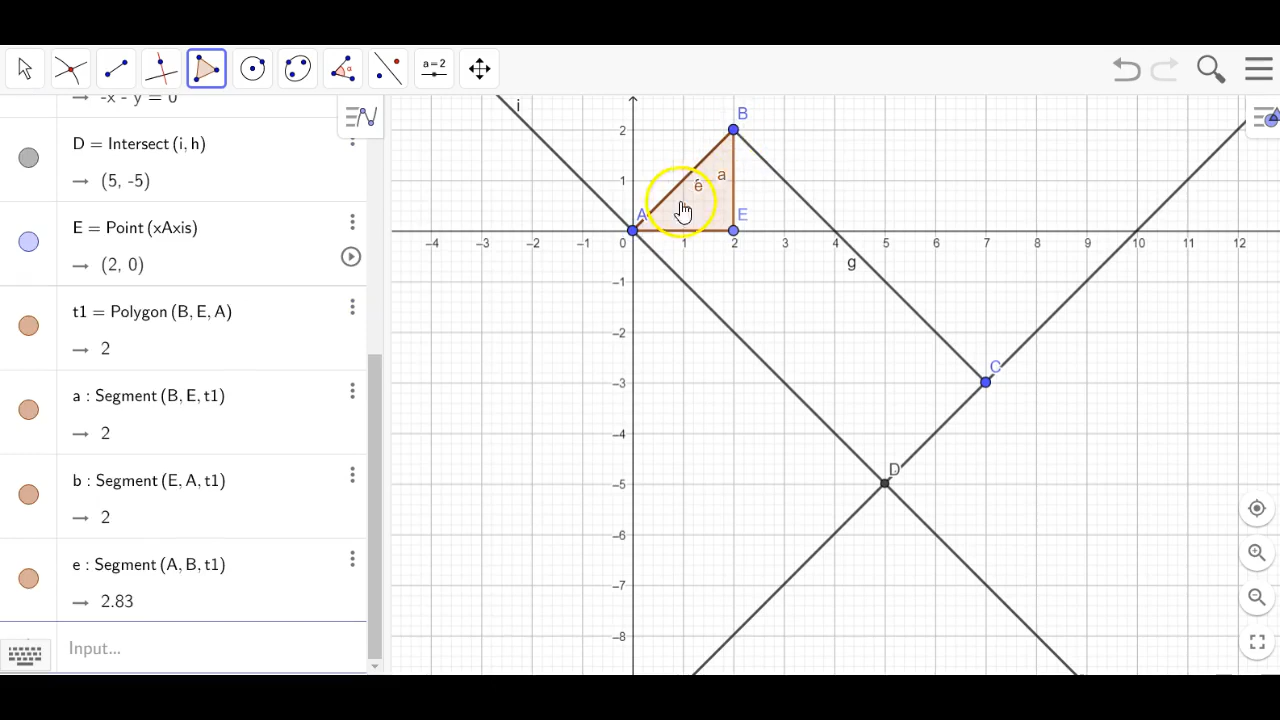 a=2
→ -x - y = 0
D = Intersect (i, h)
→ (5, -5)
E = Point (xAxis)
→ (2, 0)
t1 = Polygon (B, E, A)
→ 2
a : Segment (B, E, t1)
→ 2
b : Segment (E, A, t1)
→ 2
e : Segment (A, B, t1)
→ 2.83
Input...
i
B
2
1
a
e
A
E
–4 –3 –2 –1 0 1 2 3 4 5 6 7 8 9 10 11 12
g
–1
–2
C
–3
–4
D
–5
–6
–7
–8